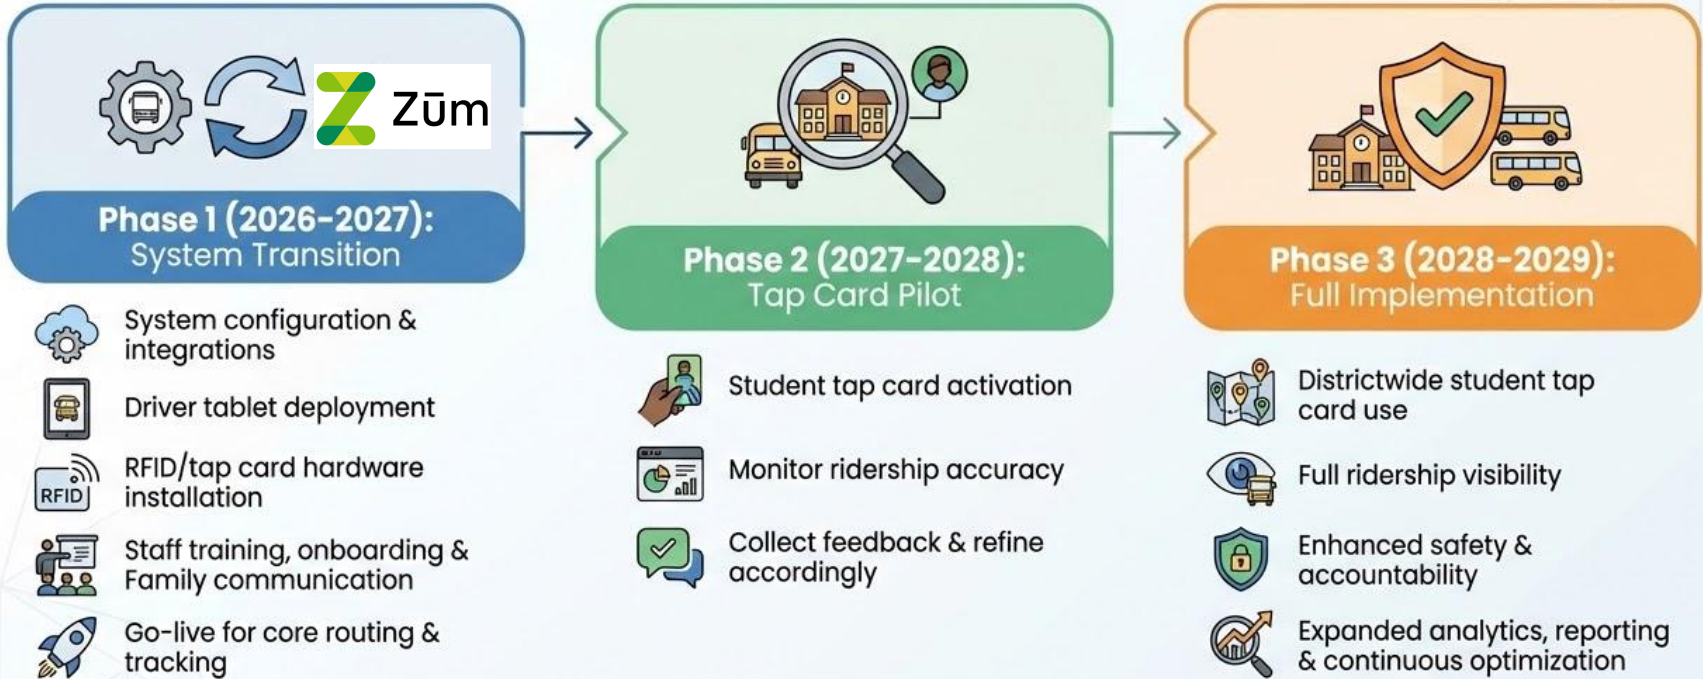 Zūm
Phase 1 (2026-2027):
System Transition
System configuration &
integrations
Driver tablet deployment
RFID
RFID/tap card hardware
installation
Staff training, onboarding &
Family communication
Go-live for core routing &
tracking
Phase 2 (2027-2028):
Tap Card Pilot
Student tap card activation
Monitor ridership accuracy
Collect feedback & refine
accordingly
Phase 3 (2028-2029):
Full Implementation
Districtwide student tap
card use
Full ridership visibility
Enhanced safety &
accountability
Expanded analytics, reporting
& continuous optimization